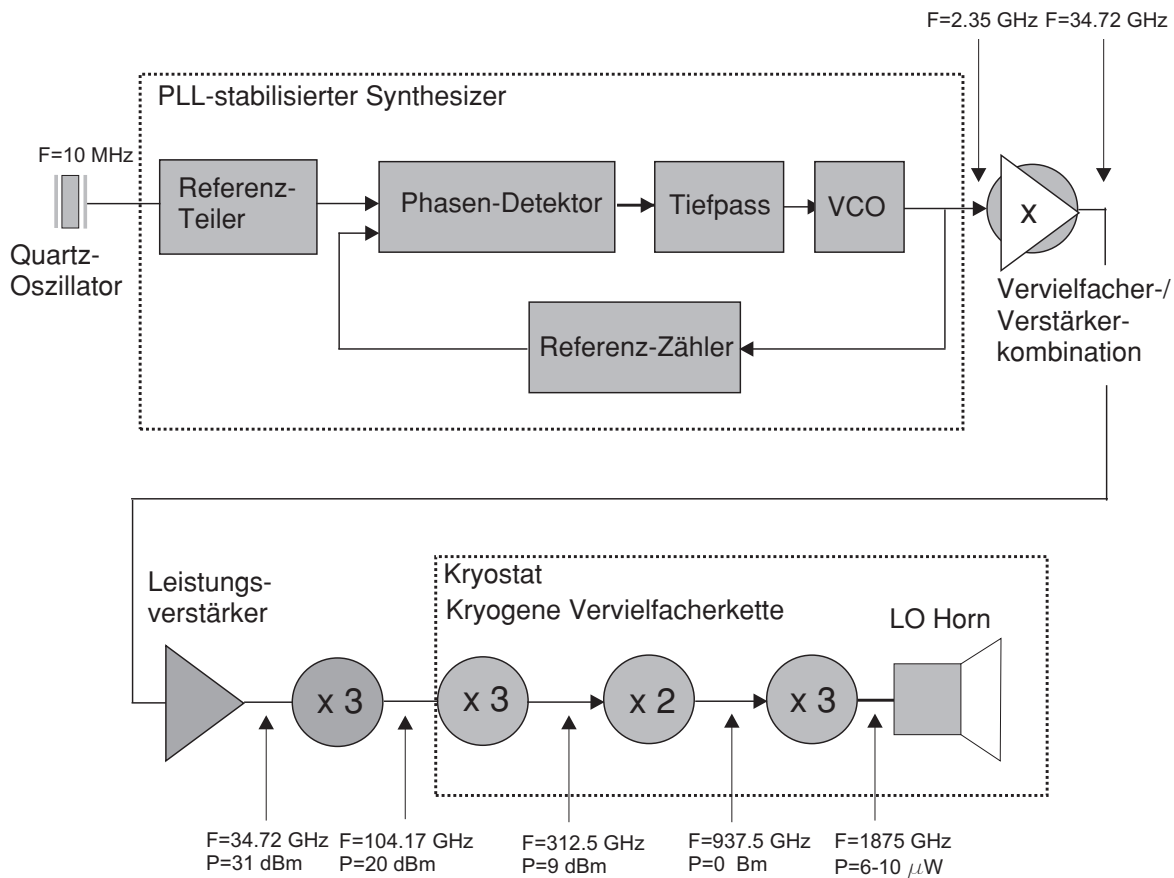 F=2.35 GHz F=34.72 GHz
PLL-stabilisierter Synthesizer
F=10 MHz
Referenz-
Teiler
Phasen-Detektor
Tiefpass
VCO
x
Quartz-
Oszillator
Vervielfacher-/
Verstärker-
kombination
Referenz-Zähler
Leistungs-
verstärker
Kryostat
Kryogene Vervielfacherkette
LO Horn
x 3
x 3
x 2
x 3
F=34.72 GHz
P=31 dBm
F=104.17 GHz
P=20 dBm
F=312.5 GHz
P=9 dBm
F=937.5 GHz
P=0 Bm
F=1875 GHz
P=6-10 μW